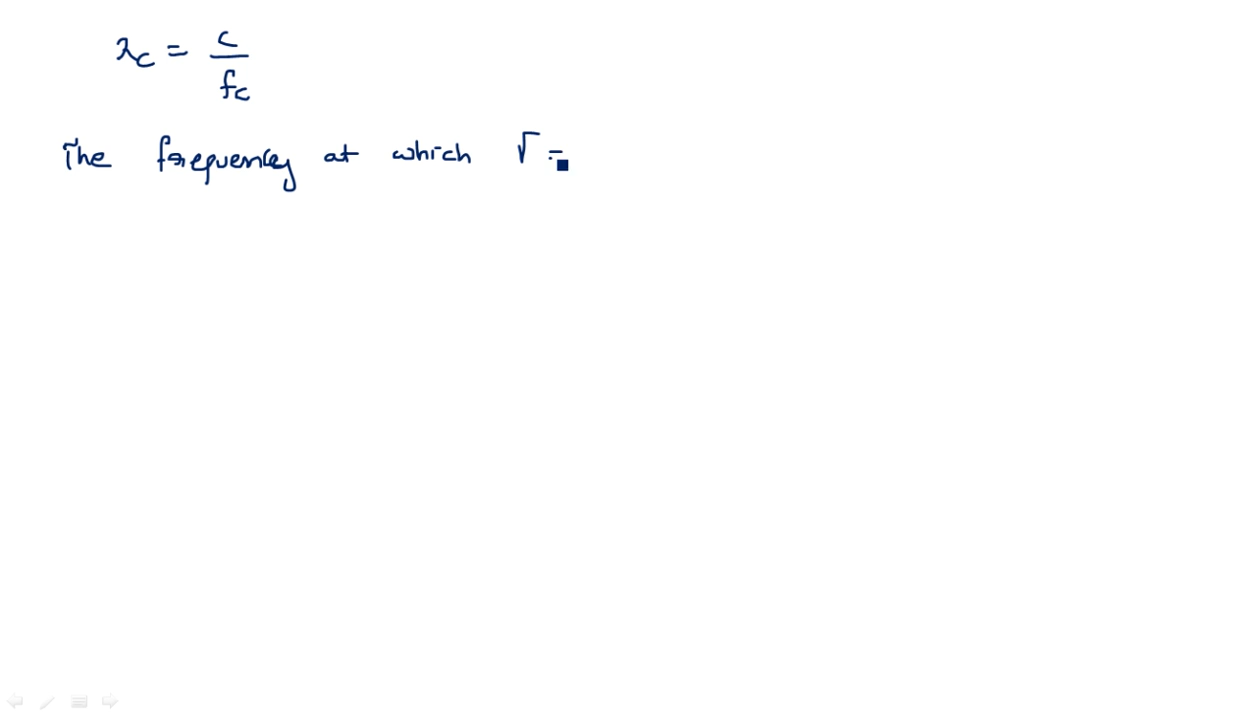 λc = c / fc
The frequency at which √ =